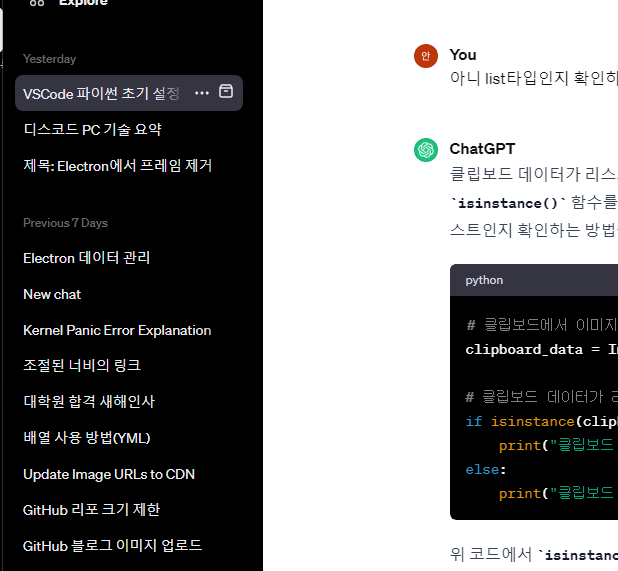 Explore
Yesterday
VSCode 파이썬 초기 설정
디스코드 PC 기술 요약
제목: Electron에서 프레임 제거
Previous 7 Days
Electron 데이터 관리
New chat
Kernel Panic Error Explanation
조절된 너비의 링크
대학원 합격 새해인사
배열 사용 방법(YML)
Update Image URLs to CDN
GitHub 리포 크기 제한
GitHub 블로그 이미지 업로드
안
You
아니 list타입인지 확인하
ChatGPT
클립보드 데이터가 리스
`isinstance()` 함수를
스트인지 확인하는 방법
python
# 클립보드에서 이미지
clipboard_data = I
# 클립보드 데이터가 리
if isinstance(clip
print("클립보드
else:
print("클립보드
위 코드에서 `isinstanc